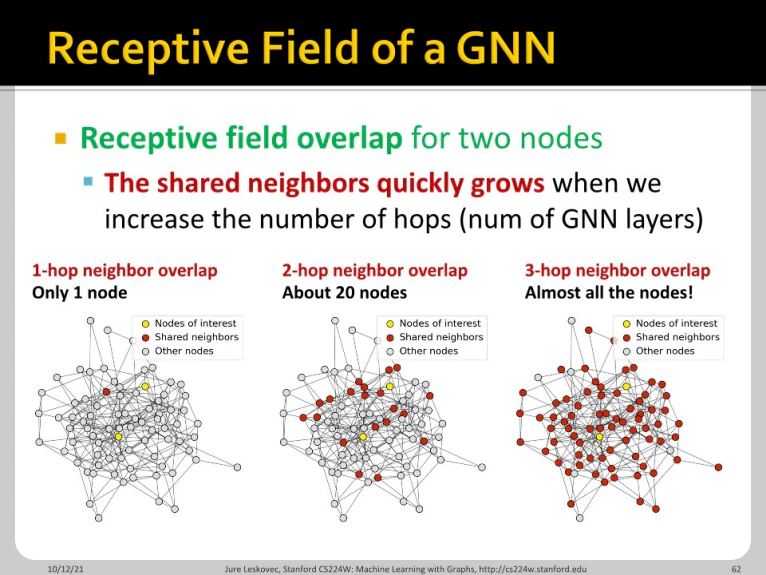 Receptive Field of a GNN
Receptive field overlap for two nodes
The shared neighbors quickly grows when we
increase the number of hops (num of GNN layers)
1-hop neighbor overlap
Only 1 node
Nodes of interest
Shared neighbors
Other nodes
2-hop neighbor overlap
About 20 nodes
Nodes of interest
Shared neighbors
Other nodes
3-hop neighbor overlap
Almost all the nodes!
Nodes of interest
Shared neighbors
Other nodes
10/12/21
Jure Leskovec, Stanford CS224W: Machine Learning with Graphs, http://cs224w.stanford.edu
62